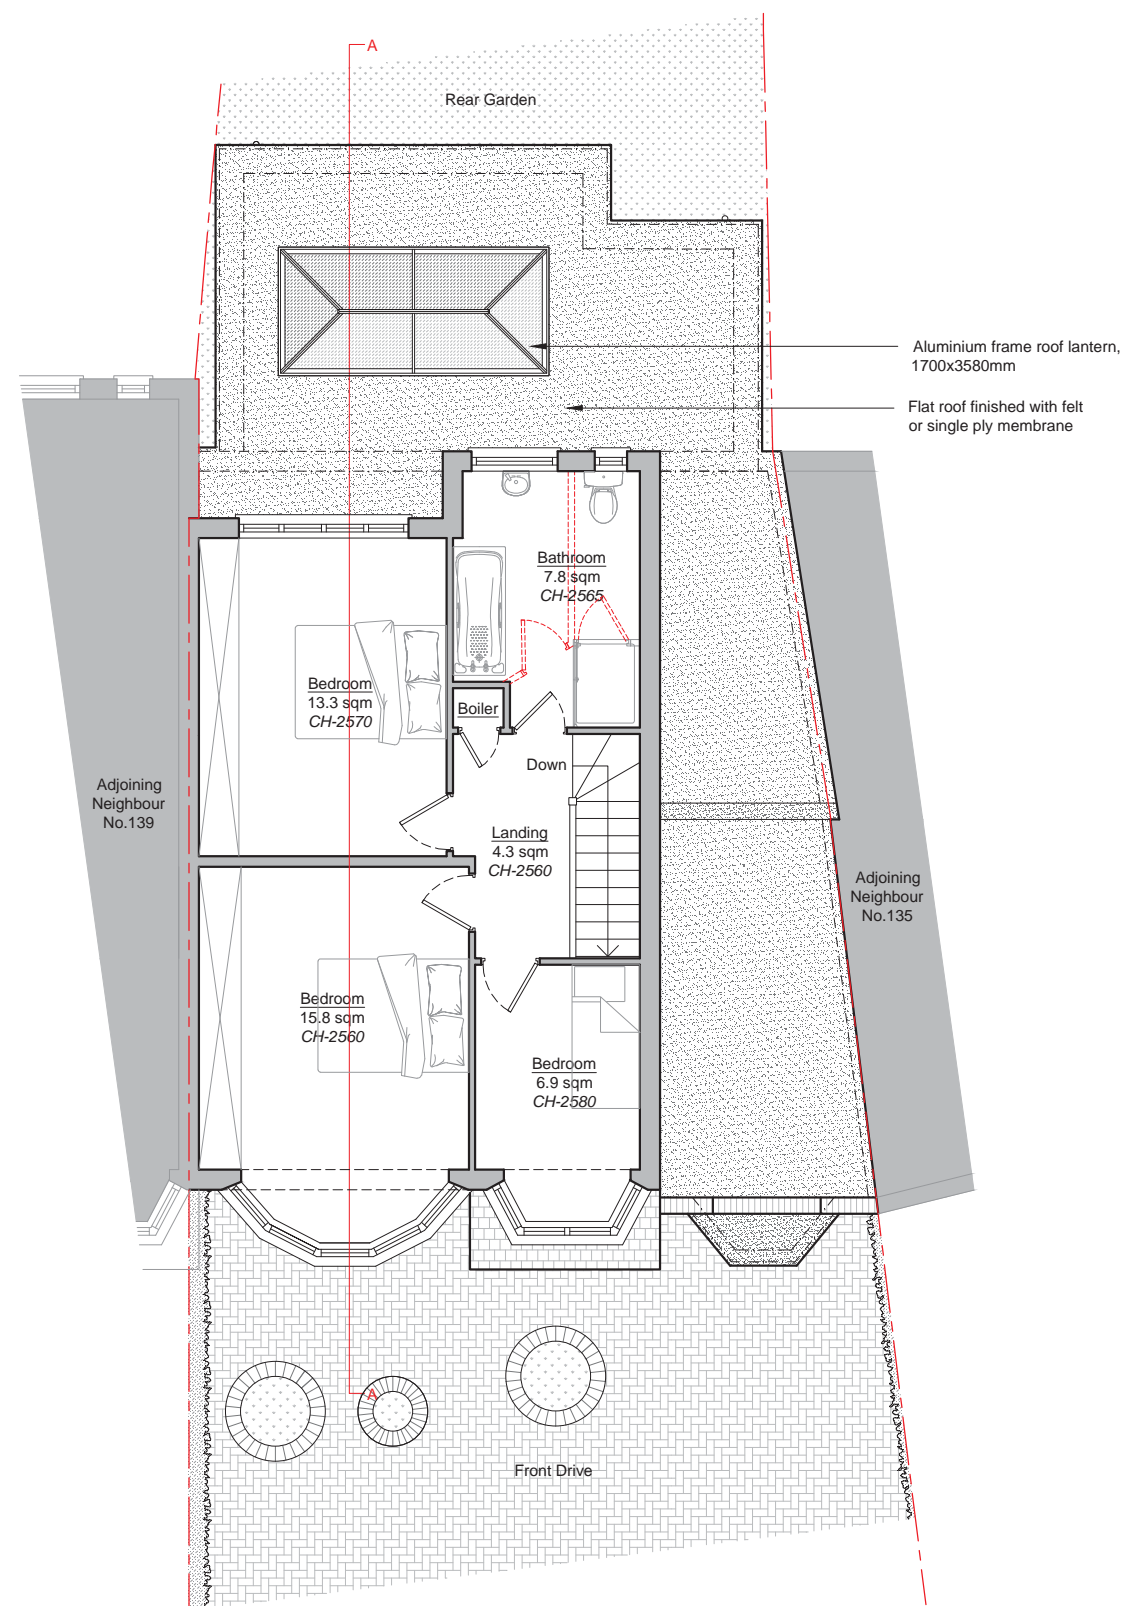 A
Rear Garden
Aluminium frame roof lantern,
1700x3580mm
Flat roof finished with felt
or single ply membrane
Bathroom
7.8 sqm
CH-2565
Bedroom
13.3 sqm
CH-2570
Boiler
Down
Adjoining
Neighbour
No.139
Landing
4.3 sqm
CH-2560
Adjoining
Neighbour
No.135
Bedroom
15.8 sqm
CH-2560
Bedroom
6.9 sqm
CH-2580
A
Front Drive